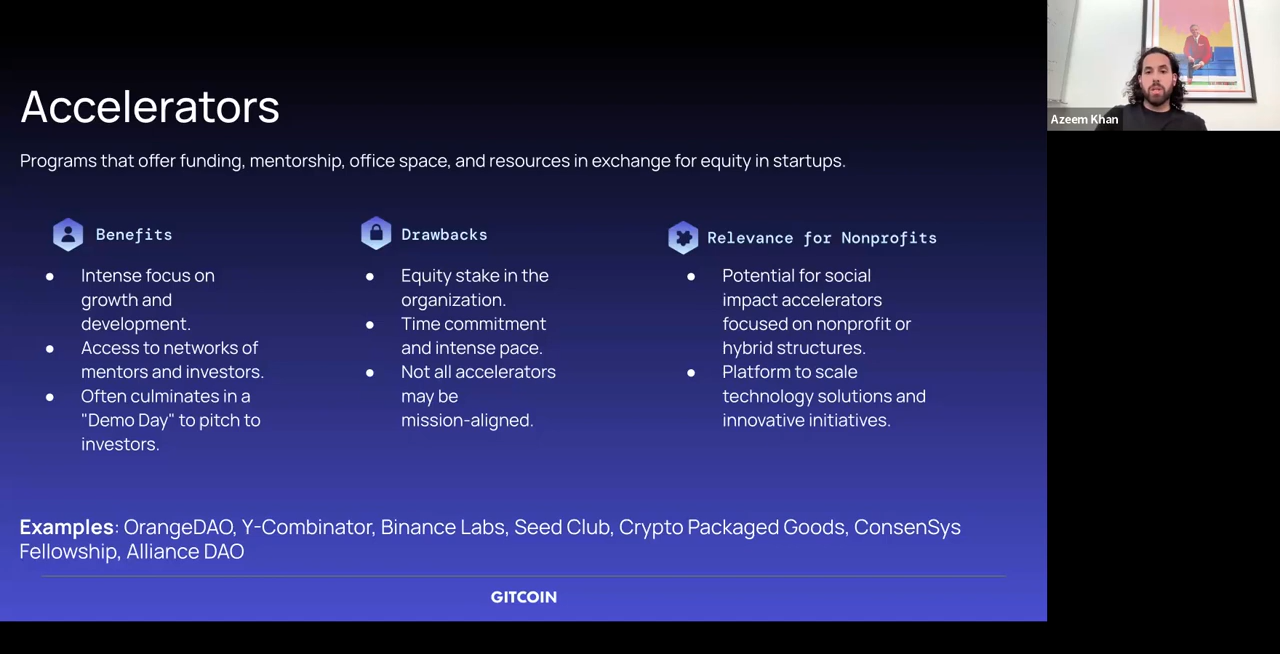 Accelerators
Programs that offer funding, mentorship, office space, and resources in exchange for equity in startups.
Benefits
● Intense focus on
growth and
development.
● Access to networks of
mentors and investors.
● Often culminates in a
"Demo Day" to pitch to
investors.
Drawbacks
● Equity stake in the
organization.
● Time commitment
and intense pace.
● Not all accelerators
may be
mission-aligned.
Relevance for Nonprofits
● Potential for social
impact accelerators
focused on nonprofit or
hybrid structures.
● Platform to scale
technology solutions and
innovative initiatives.
Examples: OrangeDAO, Y-Combinator, Binance Labs, Seed Club, Crypto Packaged Goods, ConsenSys
Fellowship, Alliance DAO
GITCOIN
Azeem Khan